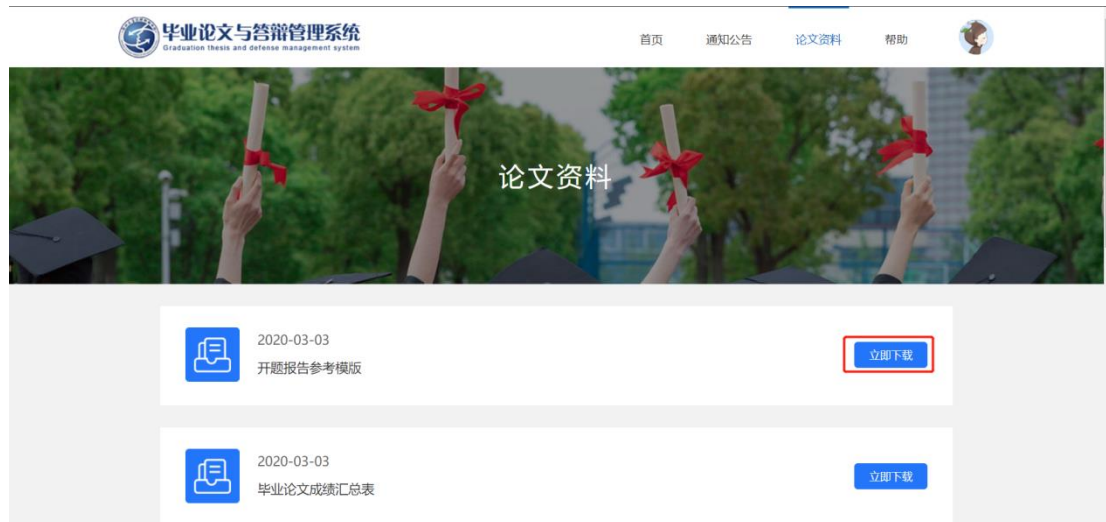 毕业论文与答辩管理系统
Graduation thesis and defense management system
首页 通知公告 论文资料 帮助
论文资料
2020-03-03
开题报告参考模版
立即下载
2020-03-03
毕业论文成绩汇总表
立即下载